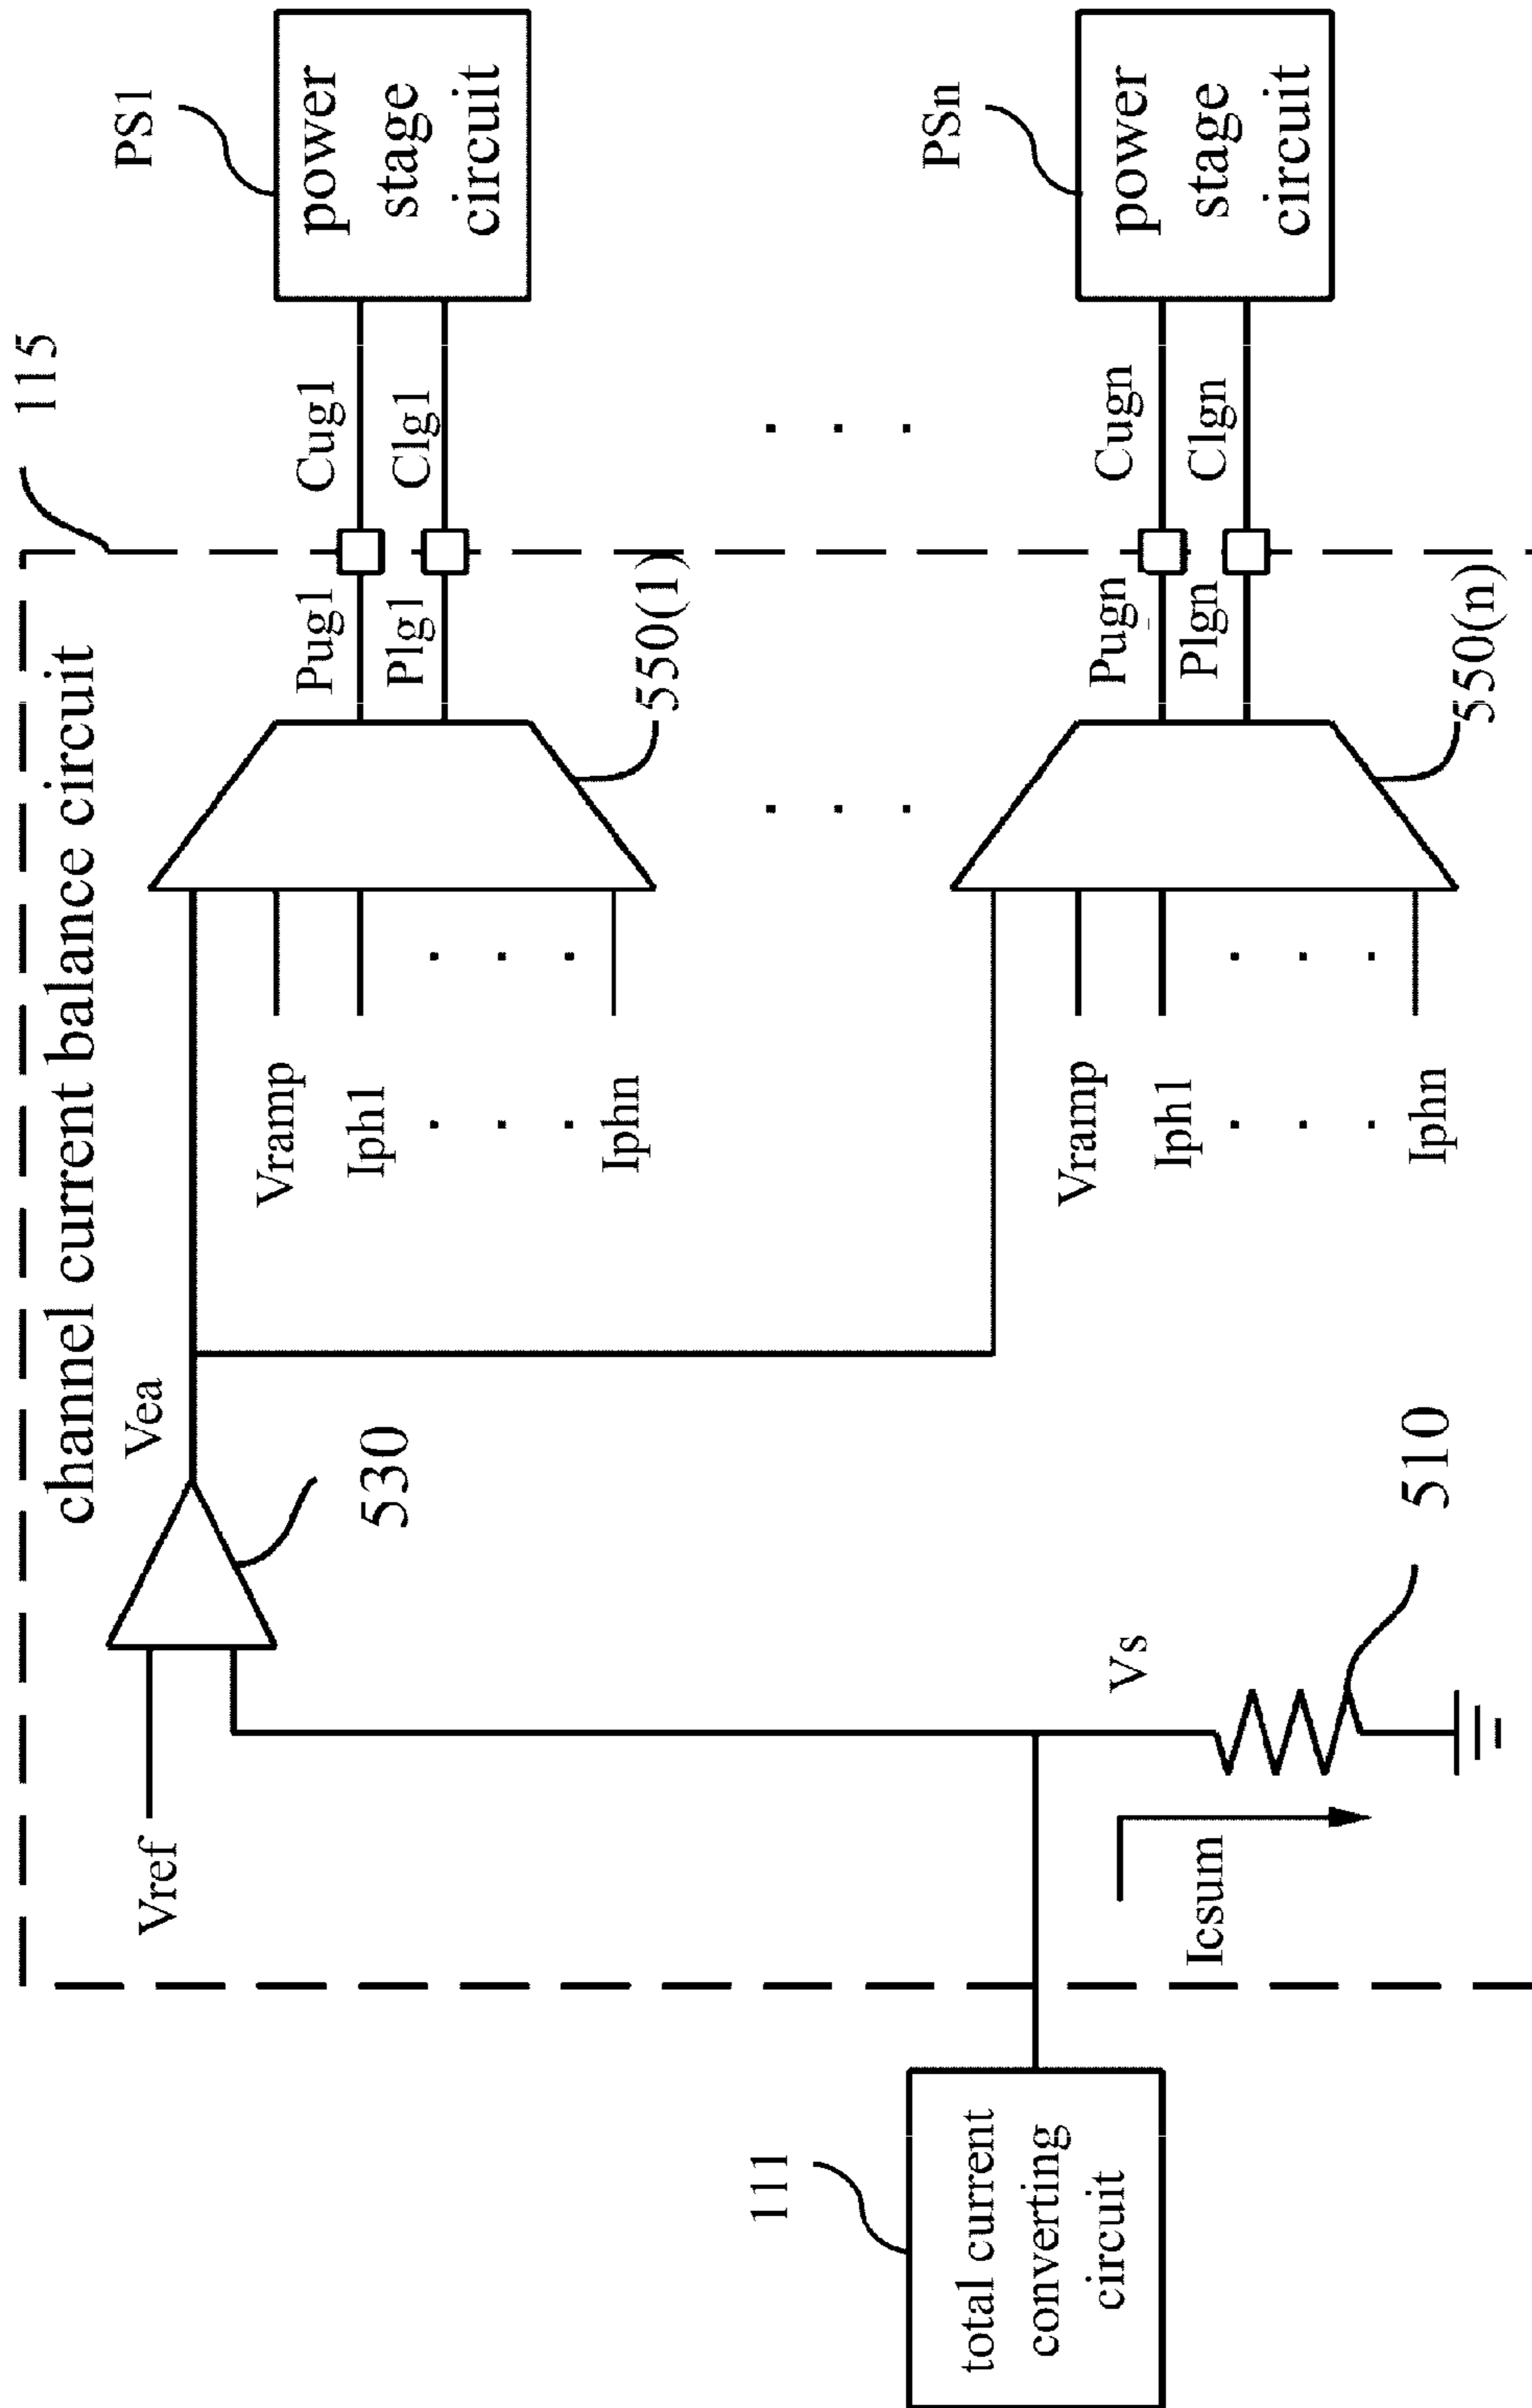 channel current balance circuit
115
PS1
power
stage
circuit
Vref
530
Vea
Vramp
Iph1
Iphn
Pug1
Plg1
Cug1
Clg1
550(1)
111
total current
converting
circuit
Icsum
Vs
510
Vramp
Iph1
Iphn
Pugn
Plgn
Cugn
Clgn
550(n)
PSn
power
stage
circuit